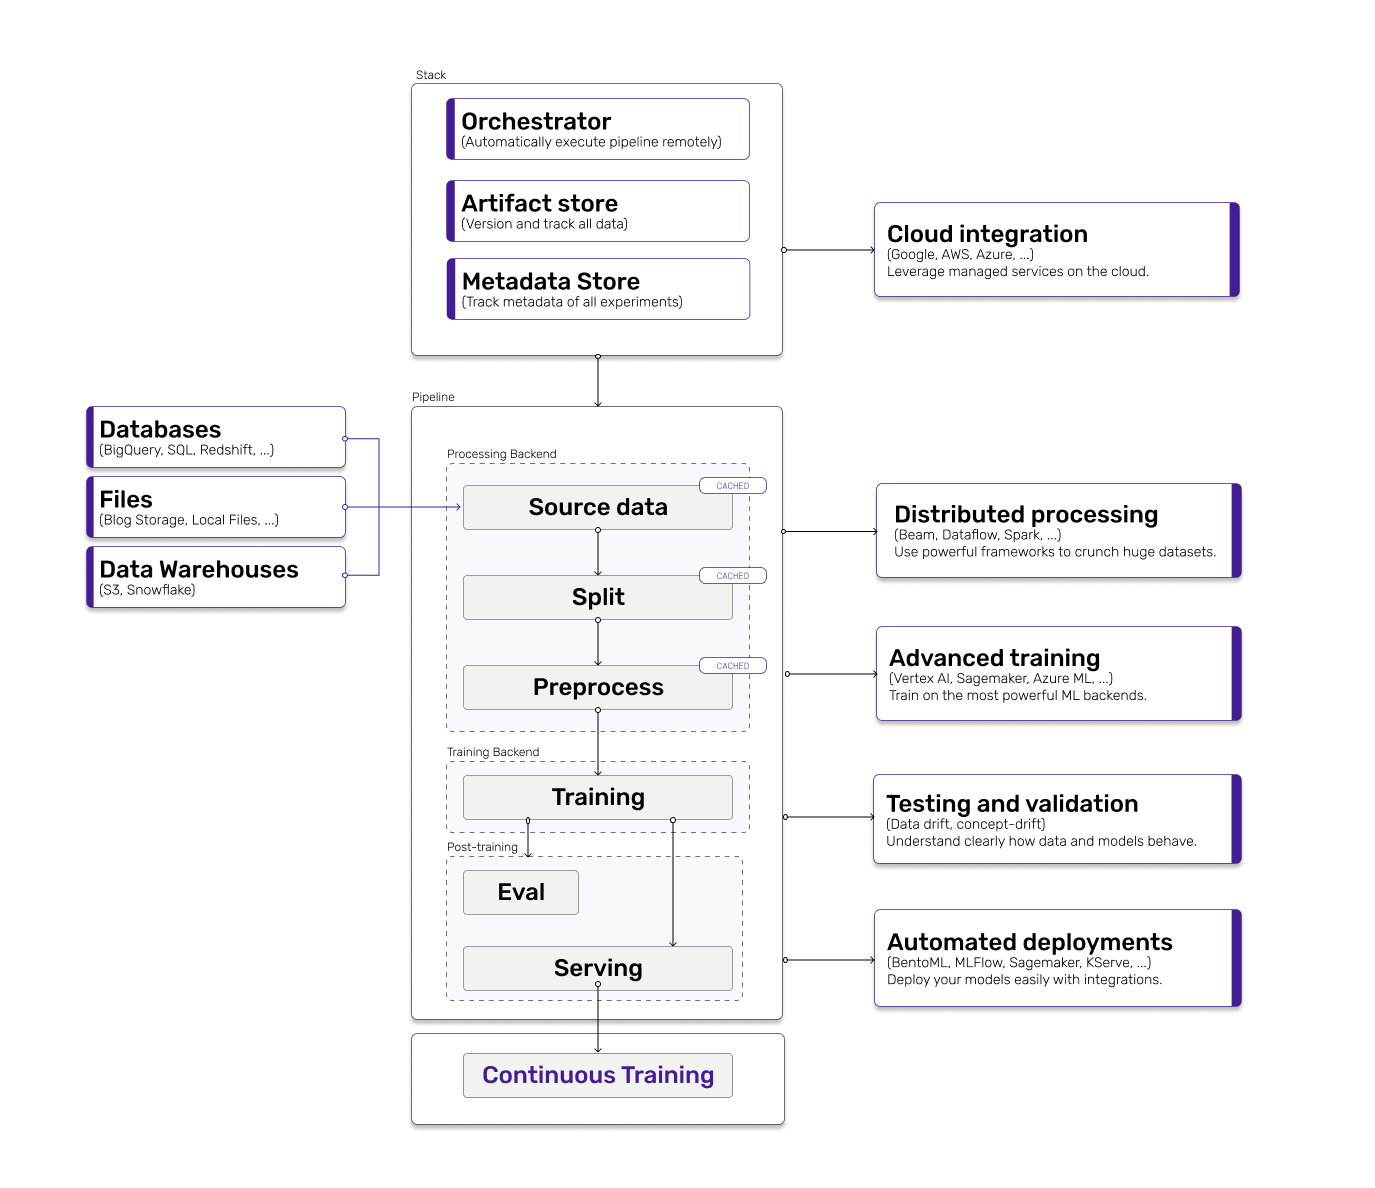 Stack
Orchestrator
(Automatically execute pipeline remotely)
Artifact store
(Version and track all data)
Metadata Store
(Track metadata of all experiments)
Cloud integration
(Google, AWS, Azure, ...)
Leverage managed services on the cloud.
Databases
(BigQuery, SQL, Redshift, ...)
Files
(Blog Storage, Local Files, ...)
Data Warehouses
(S3, Snowflake)
Pipeline
Processing Backend
CACHED
Source data
CACHED
Split
CACHED
Preprocess
Training Backend
Training
Post-training
Eval
Serving
Continuous Training
Distributed processing
(Beam, Dataflow, Spark, ...)
Use powerful frameworks to crunch huge datasets.
Advanced training
(Vertex AI, Sagemaker, Azure ML, ...)
Train on the most powerful ML backends.
Testing and validation
(Data drift, concept-drift)
Understand clearly how data and models behave.
Automated deployments
(BentoML, MLFlow, Sagemaker, KServe, ...)
Deploy your models easily with integrations.